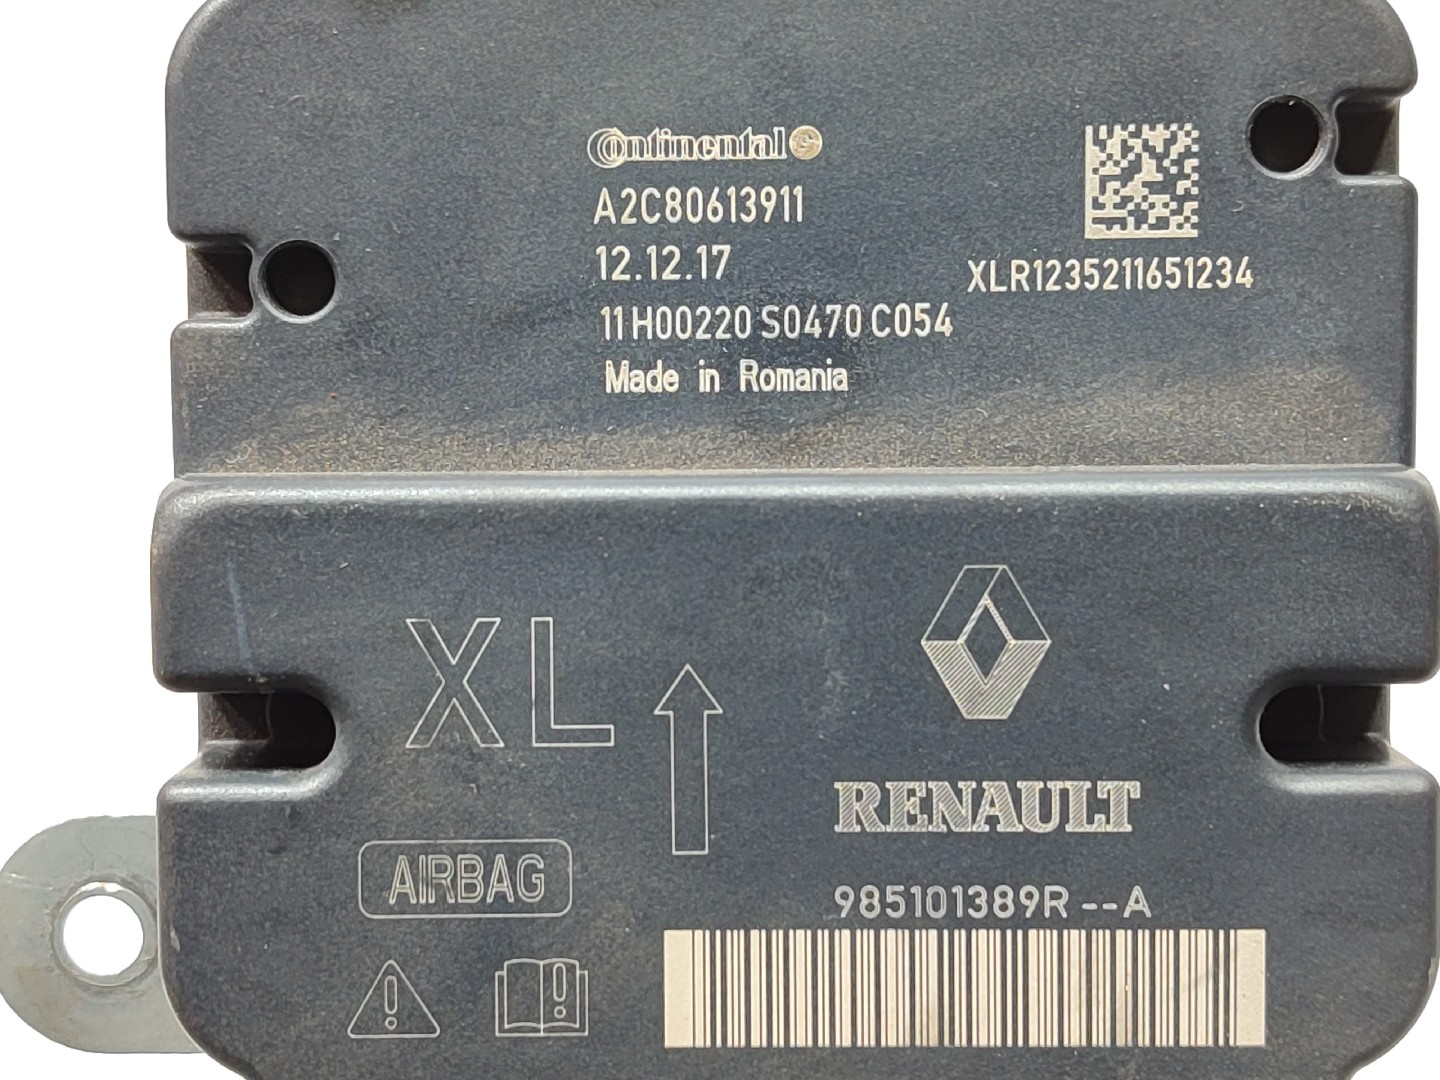 Continental
A2C80613911
12.12.17
XLR1235211651234
11H00220 S0470 C054
Made in Romania
XL
RENAULT
AIRBAG
985101389R --A